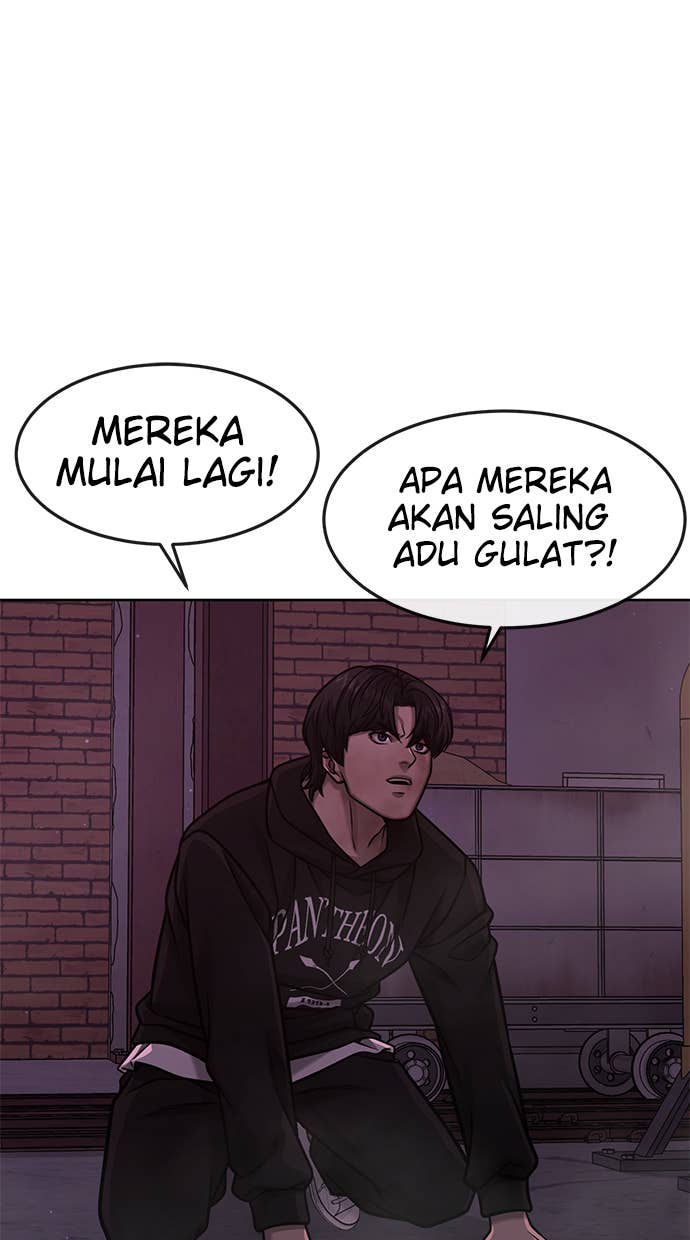 MEREKA
MULAI LAGI!
APA MEREKA
AKAN SALING
ADU GULAT?!
PANTHEON